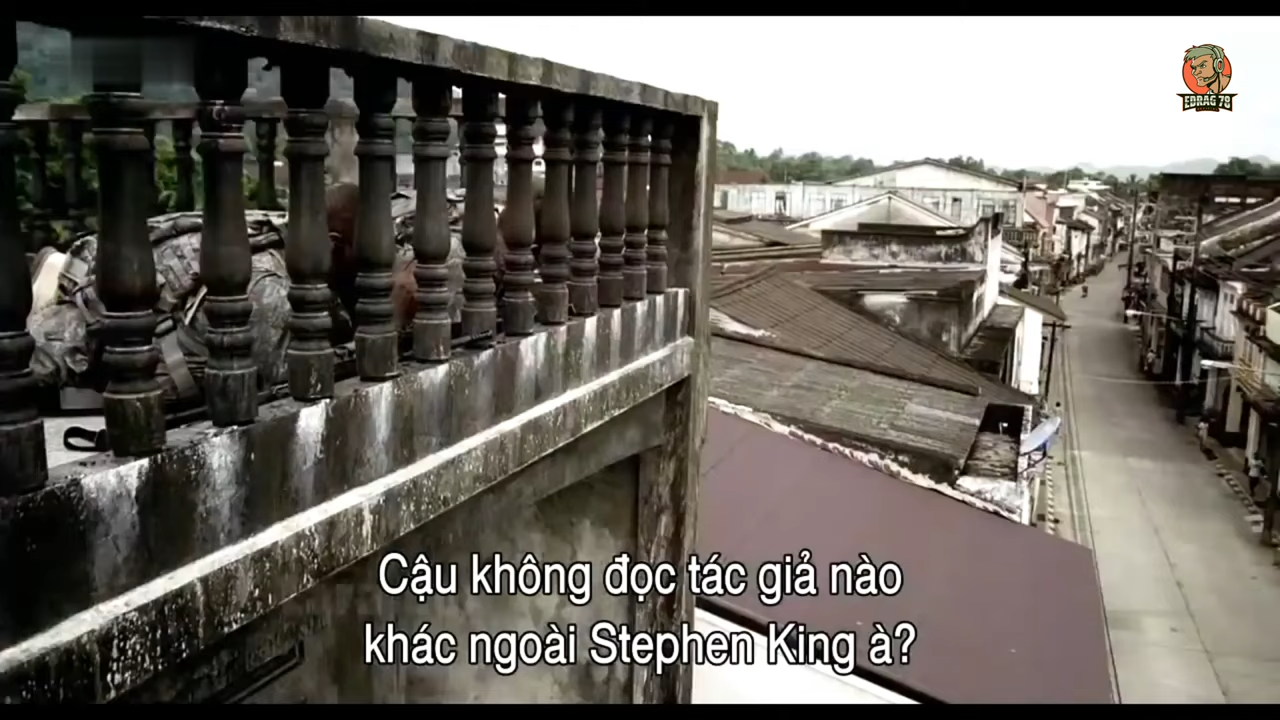 EDRAG 79
Cậu không đọc tác giả nào
khác ngoài Stephen King à?